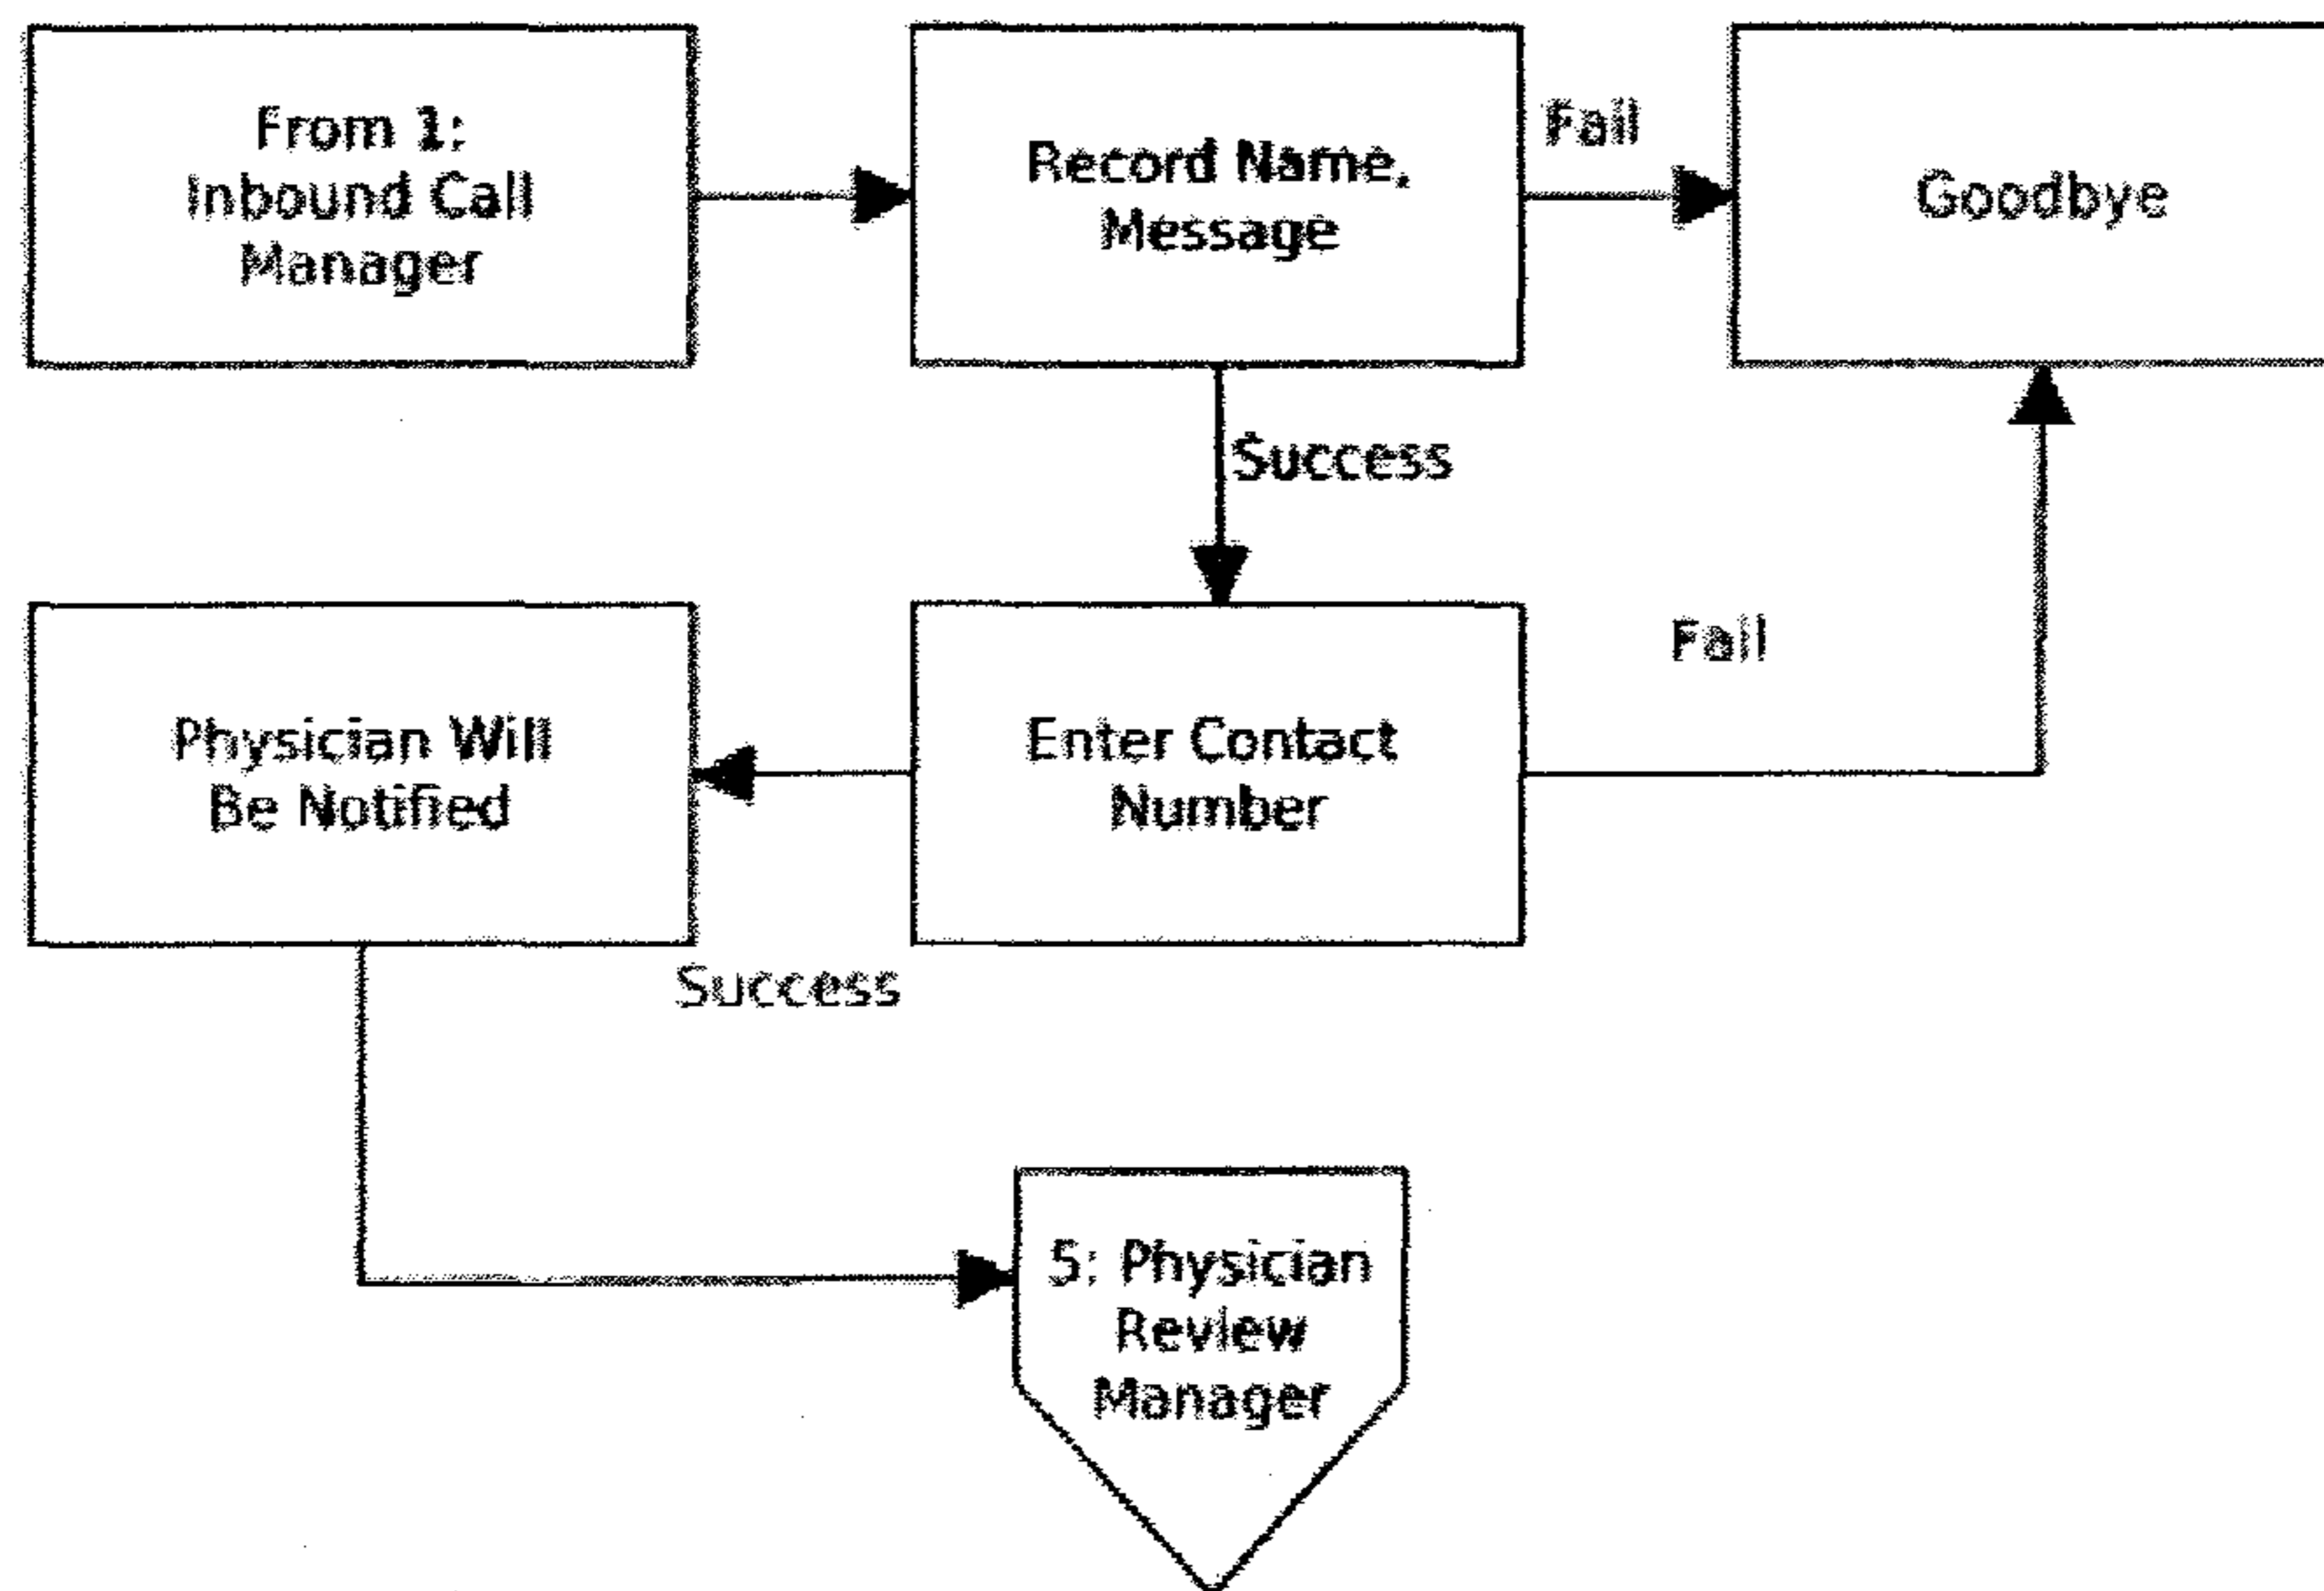 From 1:
Inbound Call
Manager
Record Name,
Message
Fail
Goodbye
Success
Physician Will
Be Notified
Enter Contact
Number
Fail
Success
5: Physician
Review
Manager